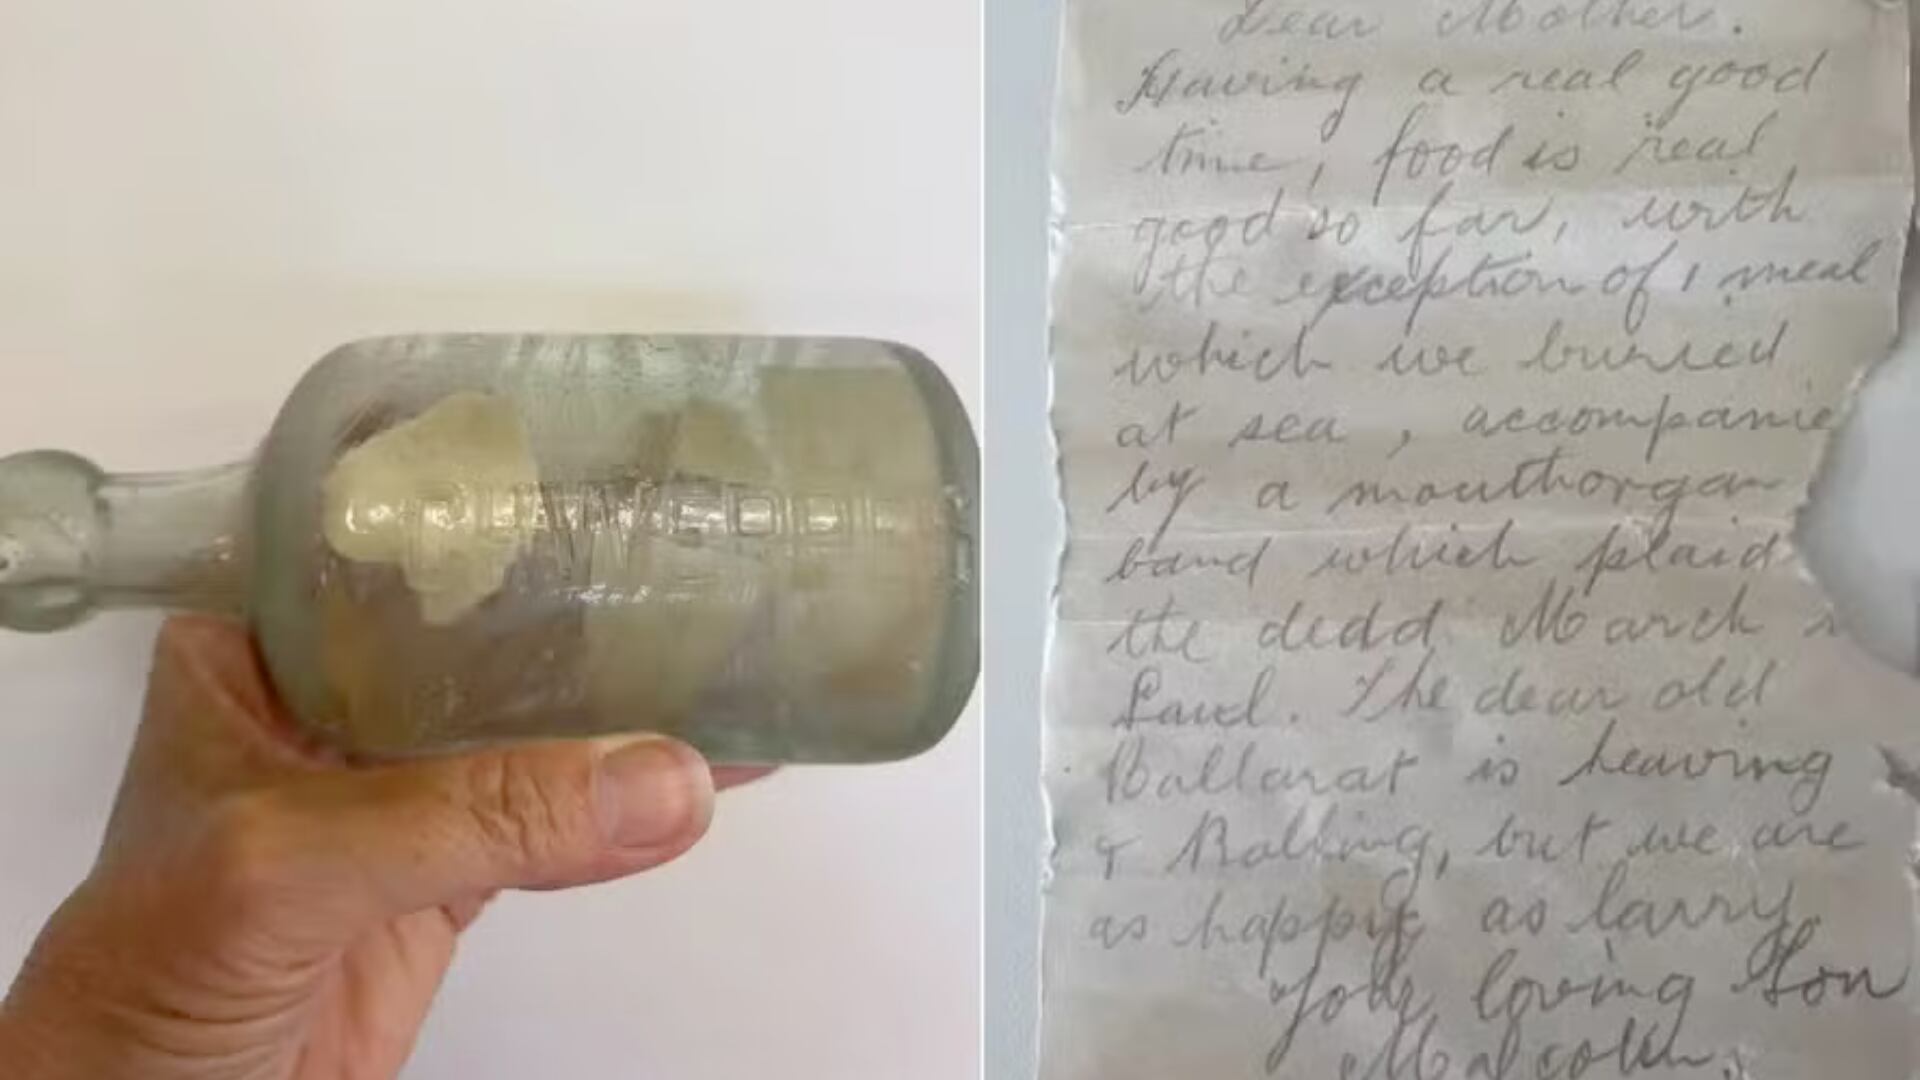 Dear Mother.
Having a real good
time, food is real
good so far, with
the exception of 1 meal
which we buried
at sea, accompanie
by a mouthorgan
band which plaid
the dedd March
Saul. The dear old
Ballarat is heaving
& Rolling, but we are
as happy as larry.
Your loving Son
Malcolm.